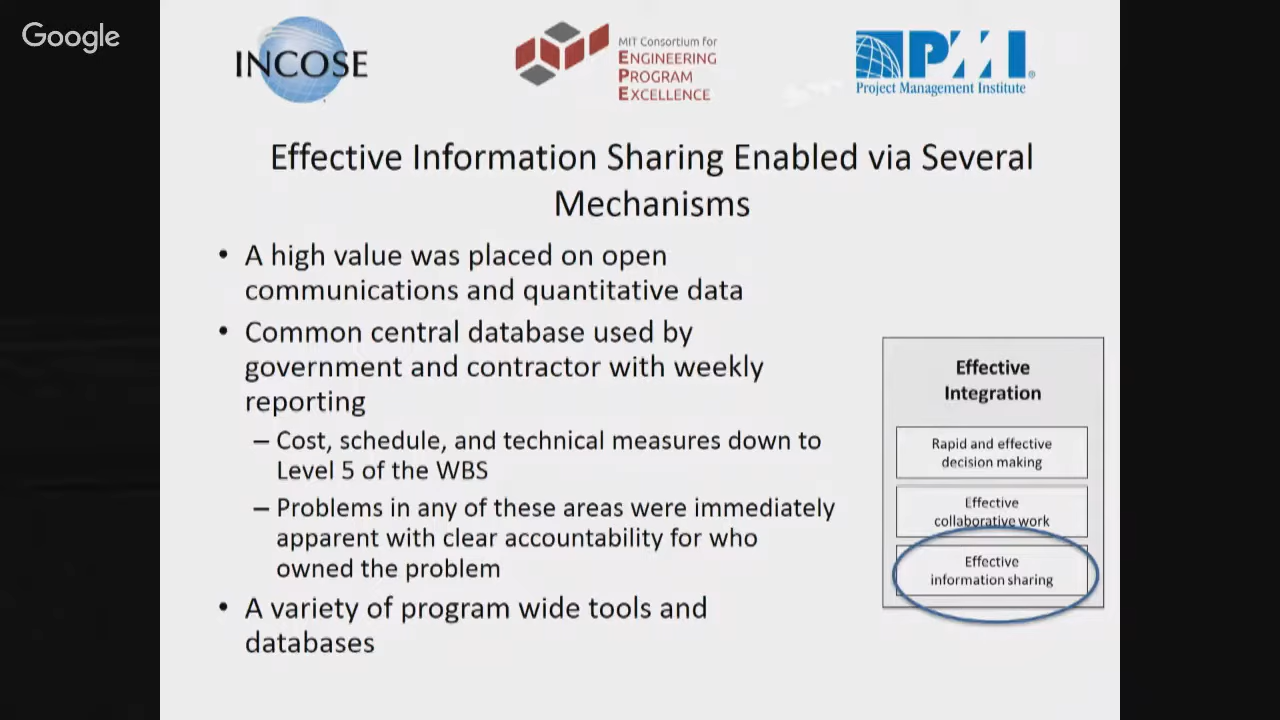 Google
INCOSE
MIT Consortium for
ENGINEERING
PROGRAM
EXCELLENCE
PMI
Project Management Institute
Effective Information Sharing Enabled via Several
Mechanisms
• A high value was placed on open
communications and quantitative data
• Common central database used by
government and contractor with weekly
reporting
– Cost, schedule, and technical measures down to
Level 5 of the WBS
– Problems in any of these areas were immediately
apparent with clear accountability for who
owned the problem
• A variety of program wide tools and
databases
Effective
Integration
Rapid and effective
decision making
Effective
collaborative work
Effective
information sharing